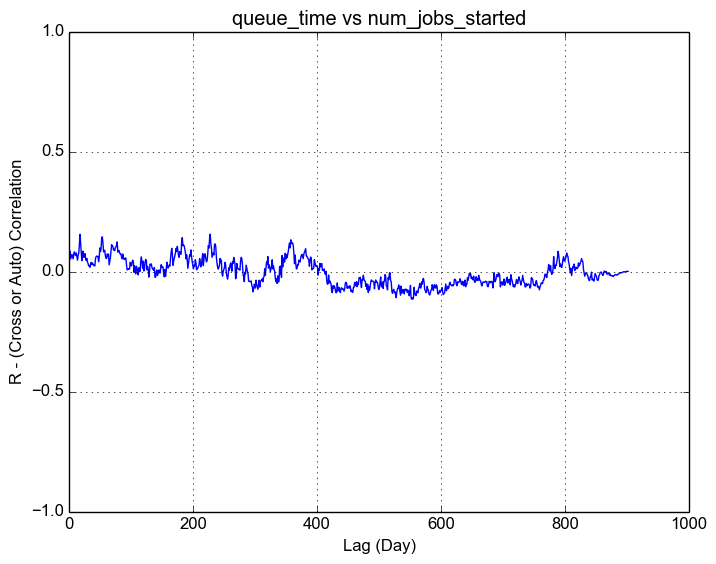 queue_time vs num_jobs_started
1.0
0.5
0.0
−0.5
−1.0
R - (Cross or Auto) Correlation
0 200 400 600 800 1000
Lag (Day)